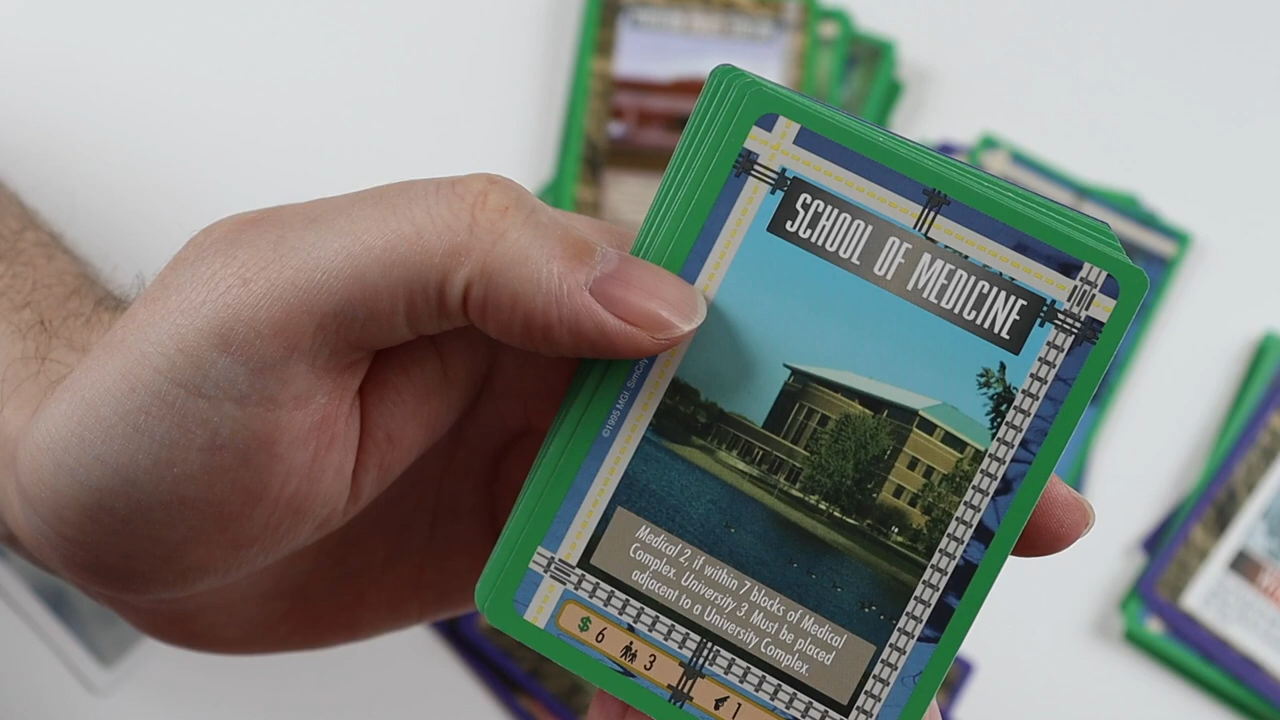 SCHOOL OF MEDICINE
©1995 MGI. SimCity
Medical 2, if within 7 blocks of Medical
Complex. University 3. Must be placed
adjacent to a University Complex.
$ 6 3 1